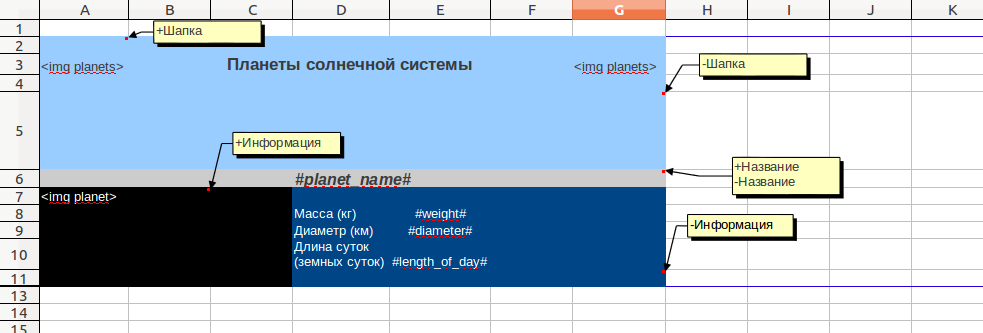 A B C D E F G H I J K
1 +Шапка
2
3 <img planets> Планеты солнечной системы <img planets> -Шапка
4
5 +Информация
+Название
-Название
6 #planet_name#
7 <img planet>
8 Масса (кг) #weight# -Информация
9 Диаметр (км) #diameter#
Длина суток
10 (земных суток) #length_of_day#
11
13
14
15